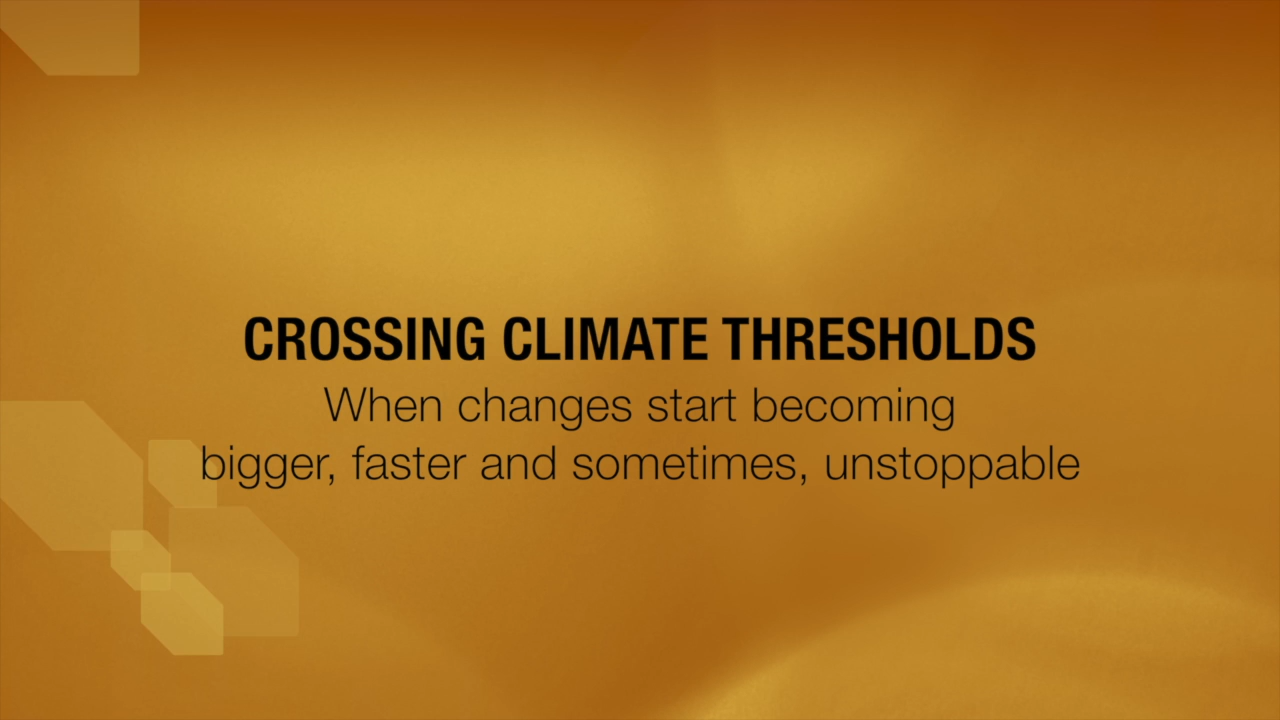 CROSSING CLIMATE THRESHOLDS
When changes start becoming
bigger, faster and sometimes, unstoppable